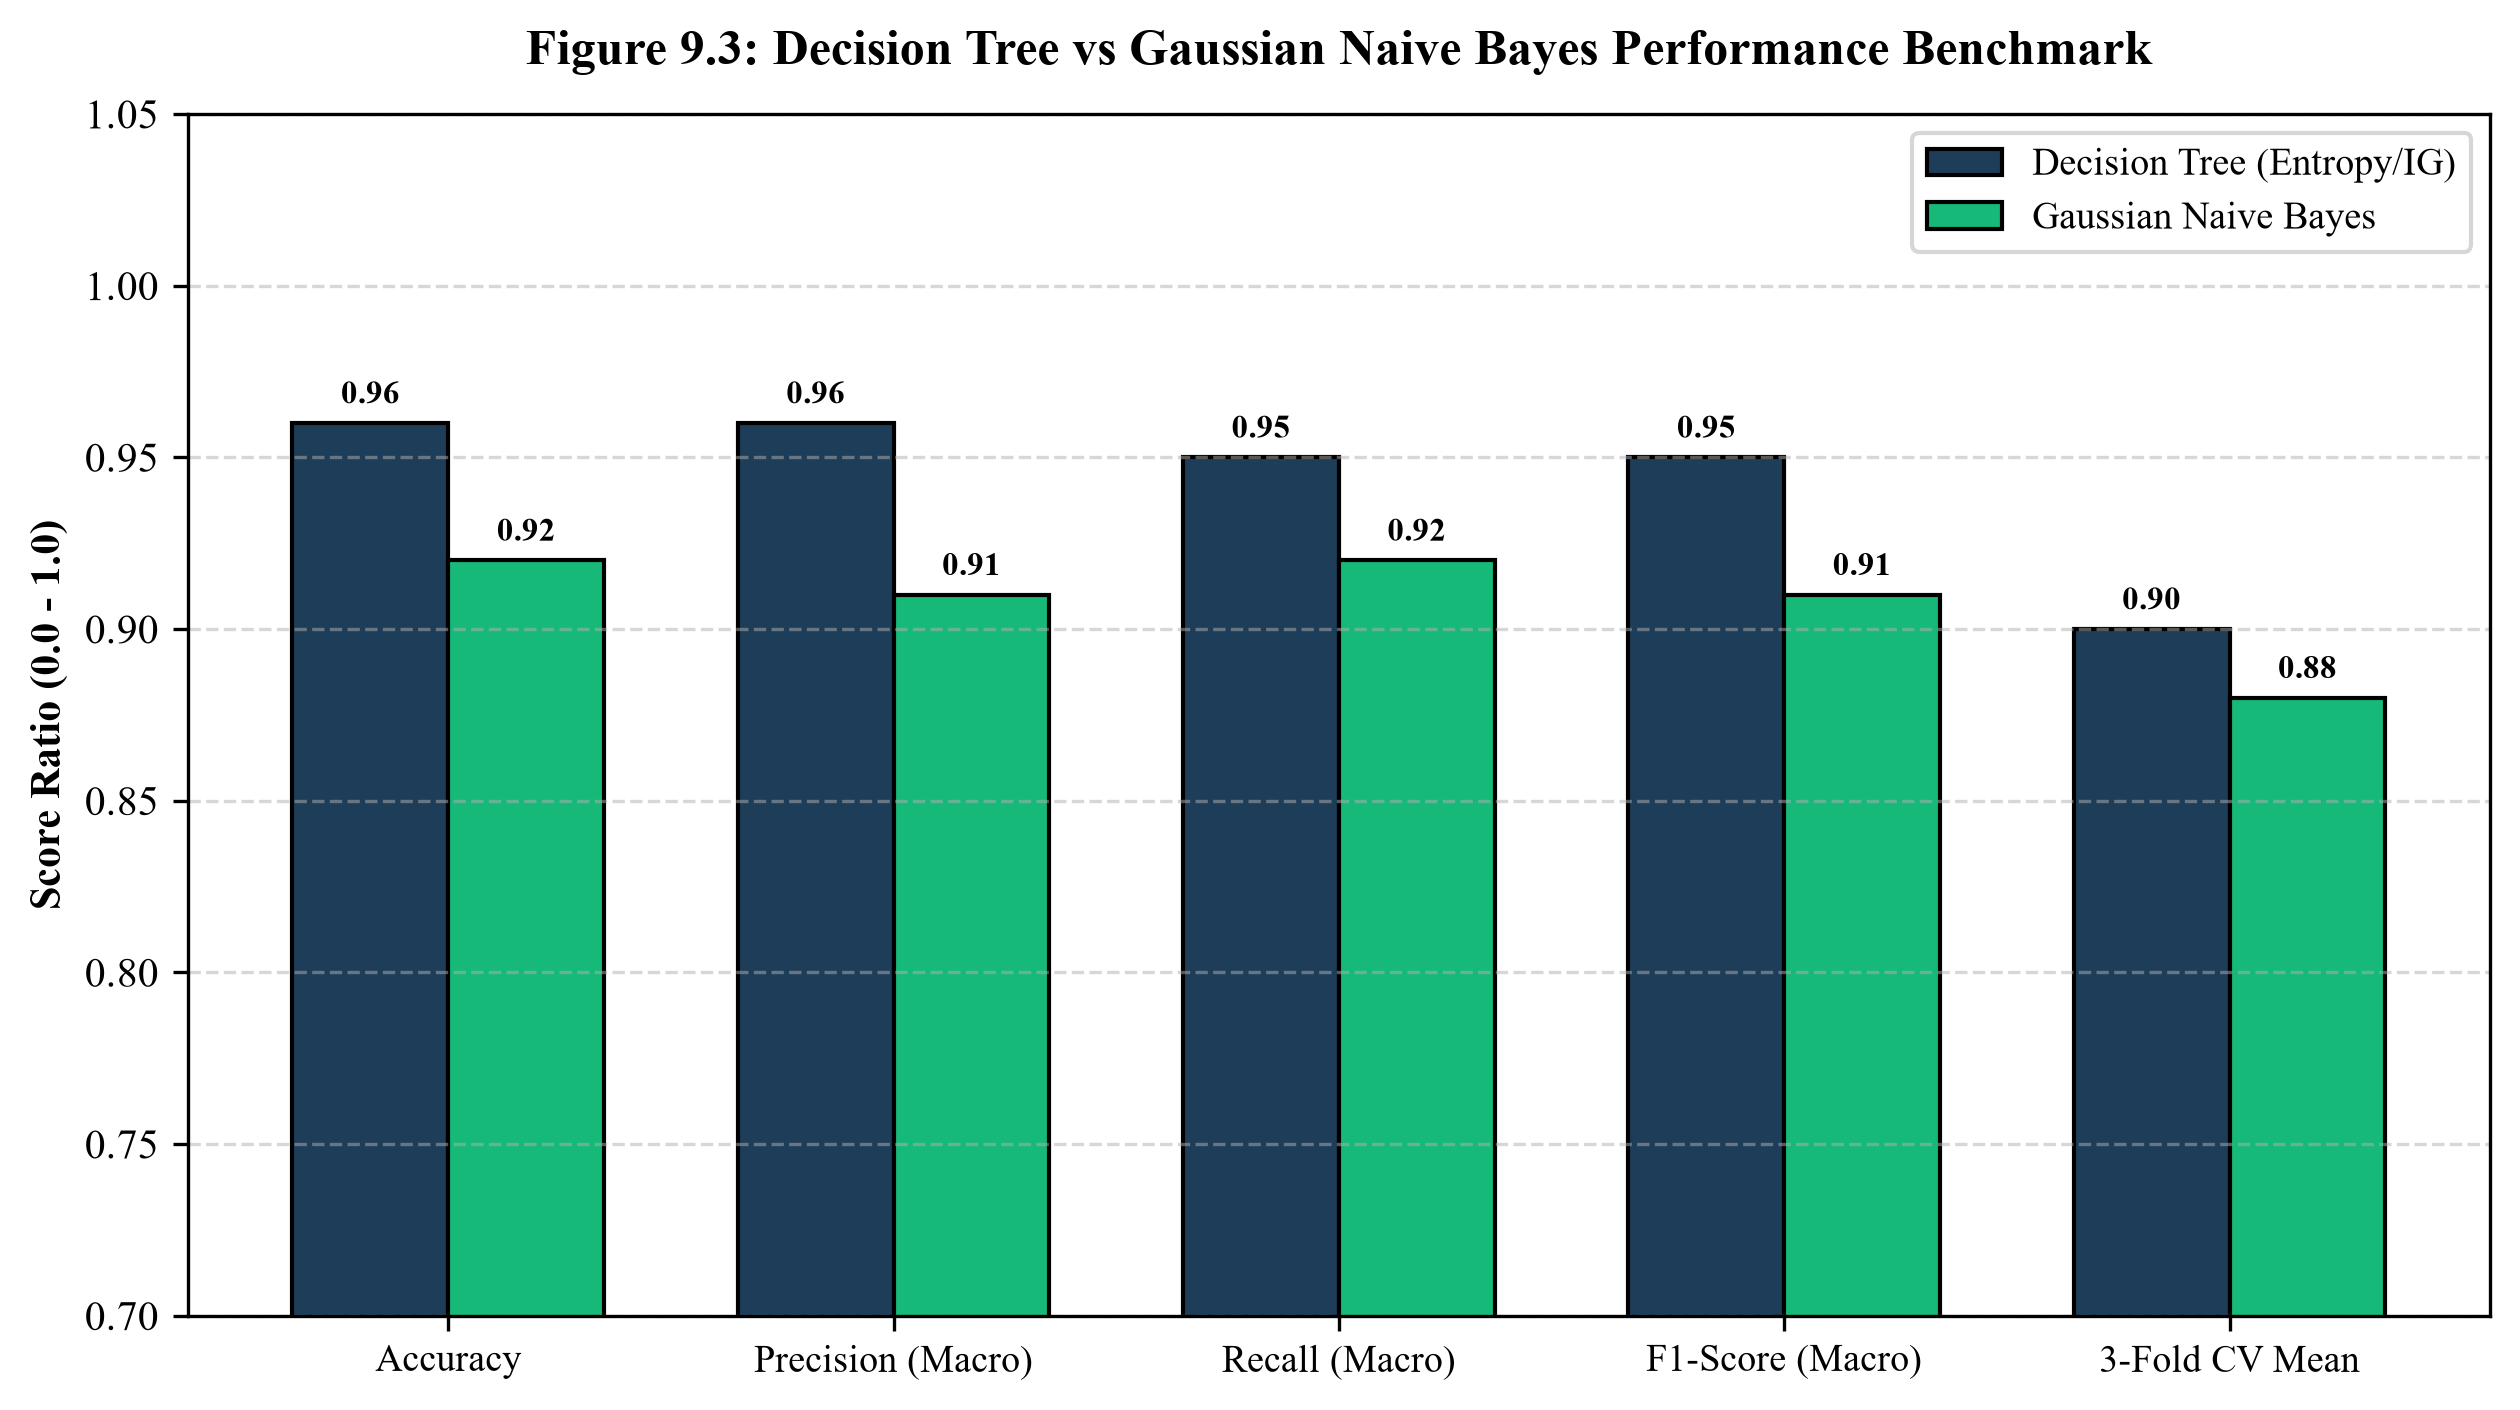 Figure 9.3: Decision Tree vs Gaussian Naive Bayes Performance Benchmark
Decision Tree (Entropy/IG)
Gaussian Naive Bayes
Score Ratio (0.0 - 1.0)
1.05
1.00
0.95
0.90
0.85
0.80
0.75
0.70
0.96
0.92
0.96
0.91
0.95
0.92
0.95
0.91
0.90
0.88
Accuracy
Precision (Macro)
Recall (Macro)
F1-Score (Macro)
3-Fold CV Mean